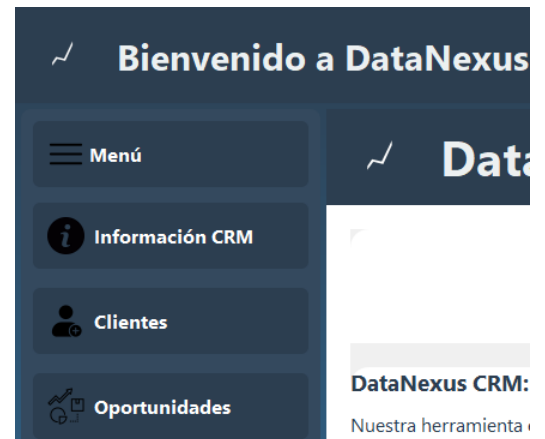 Bienvenido a DataNexus
Menú
Información CRM
Clientes
Oportunidades
Data
DataNexus CRM:
Nuestra herramienta